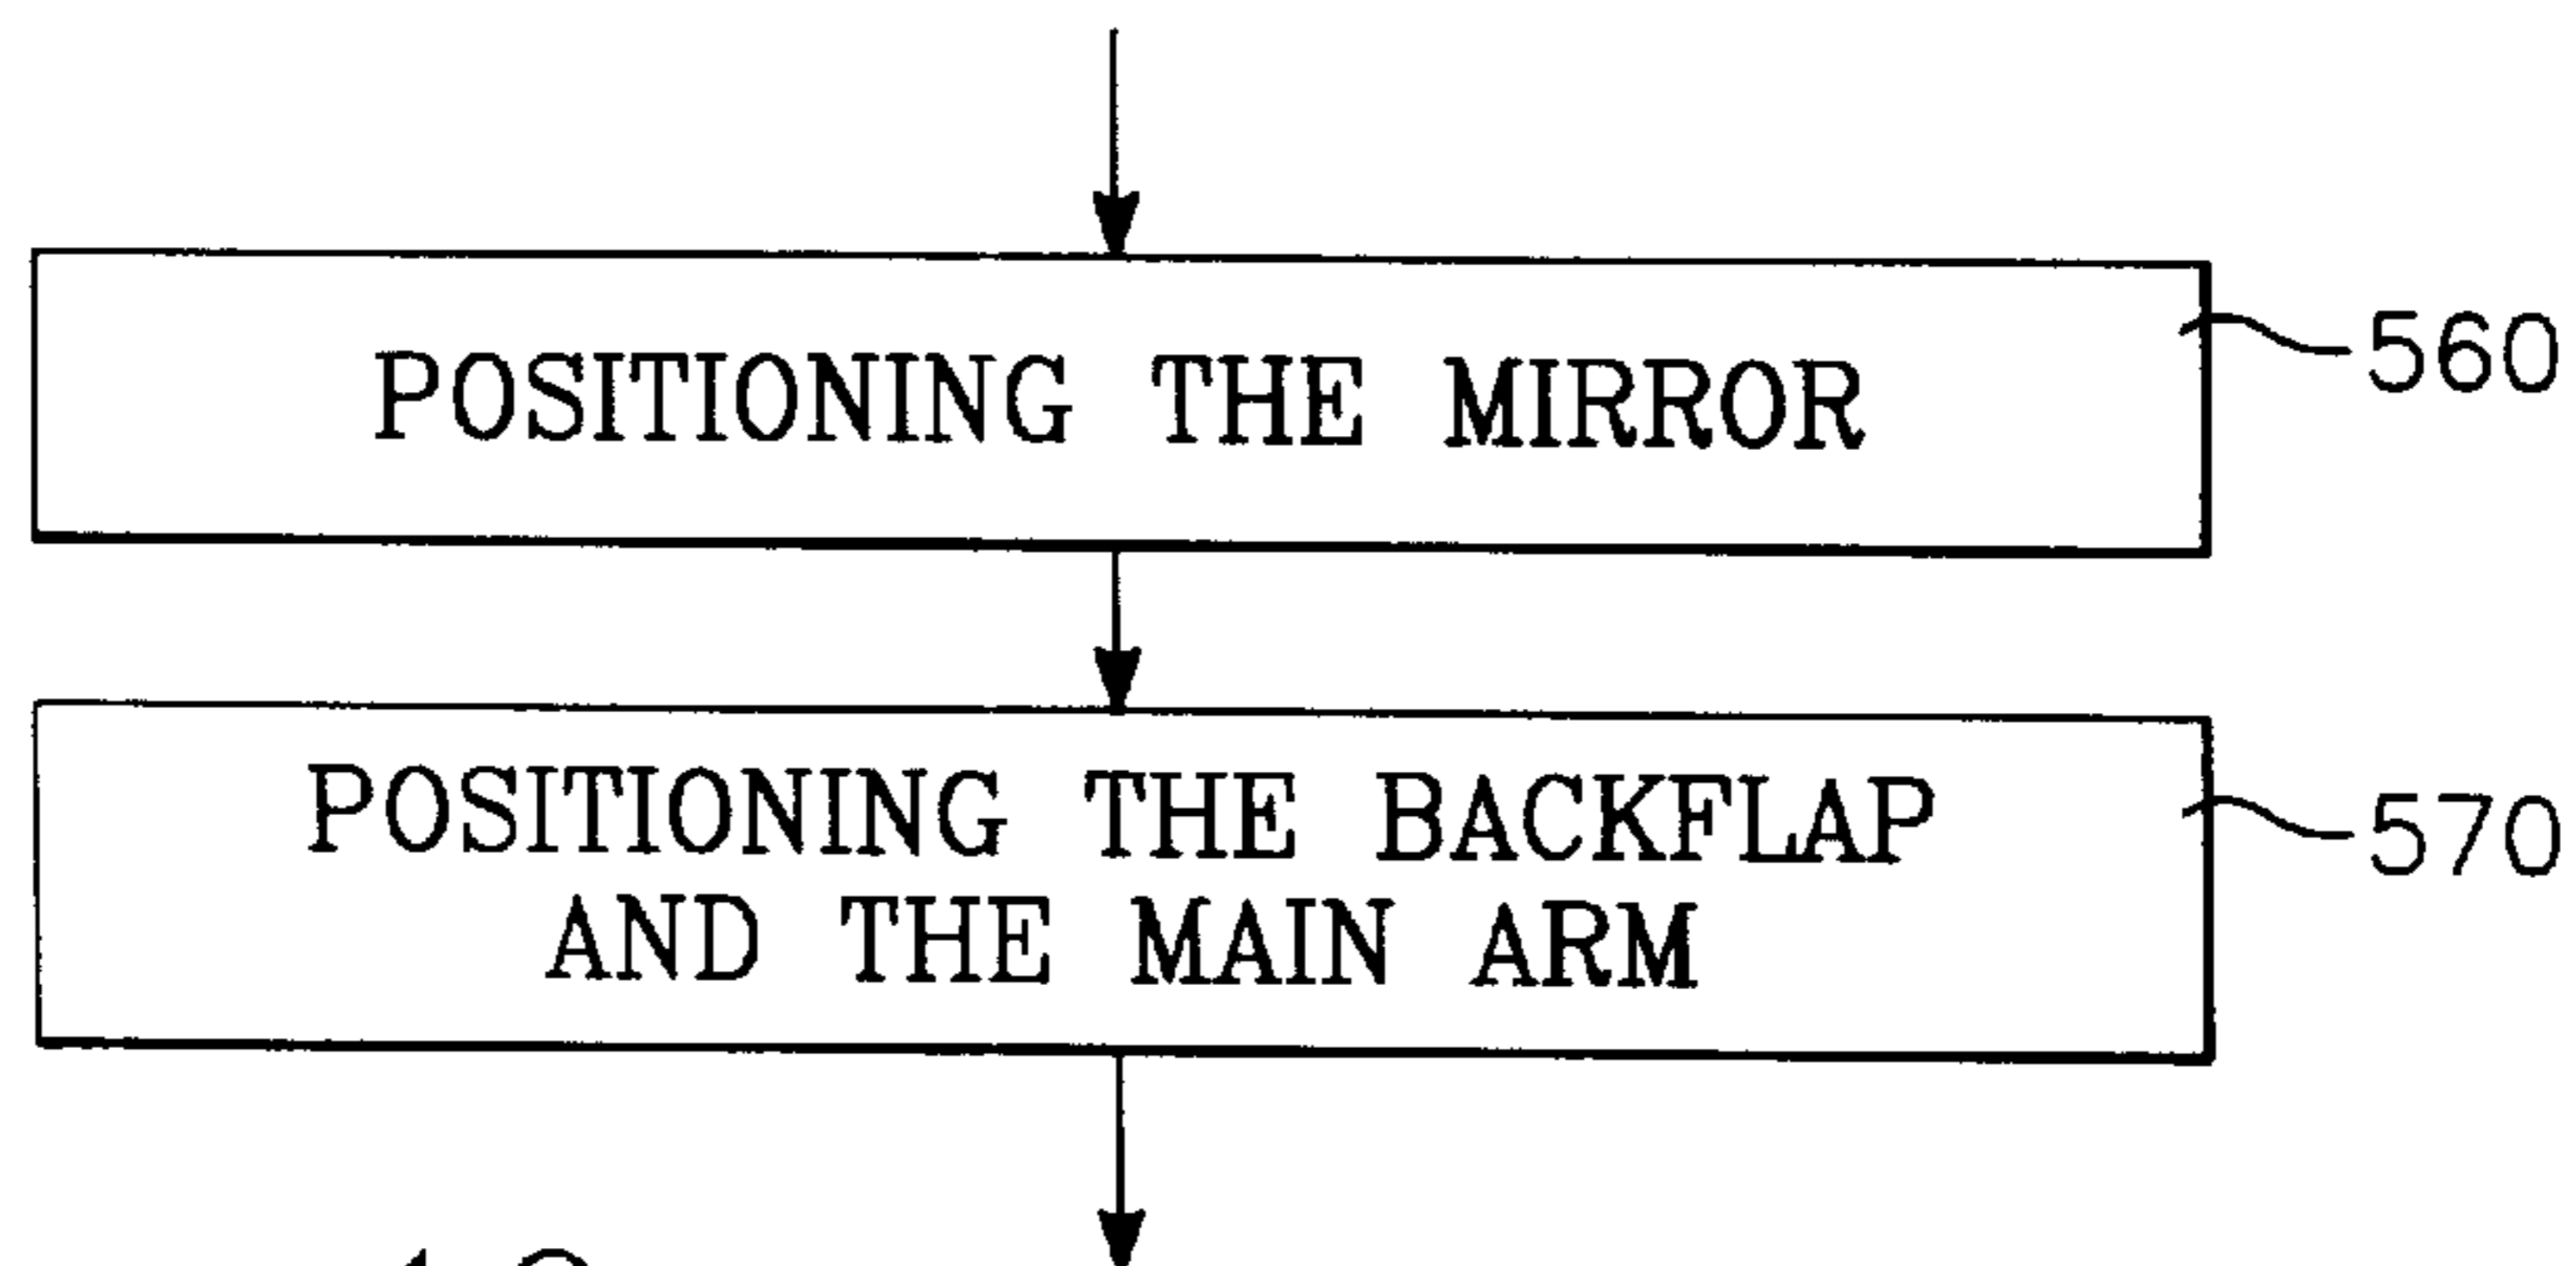 POSITIONING THE MIRROR
560
POSITIONING THE BACKFLAP
AND THE MAIN ARM
570